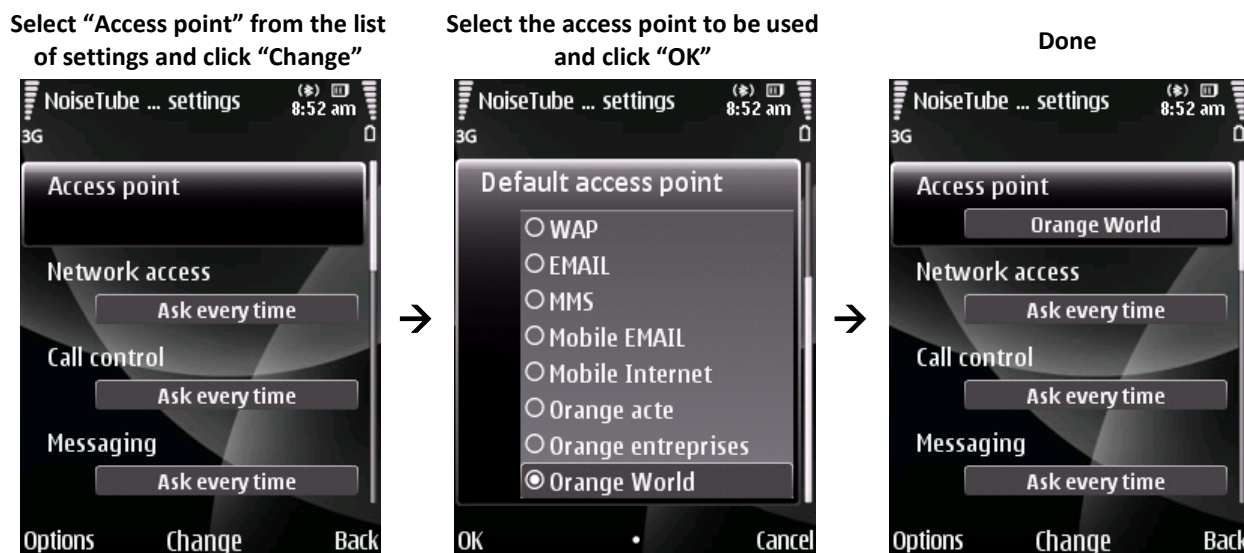 Select “Access point” from the list
of settings and click “Change”
NoiseTube ... settings
8:52 am
3G
Access point
Network access
Ask every time
Call control
Ask every time
Messaging
Ask every time
Options Change Back
→
Select the access point to be used
and click “OK”
NoiseTube ... settings
8:52 am
3G
Default access point
WAP
EMAIL
MMS
Mobile EMAIL
Mobile Internet
Orange acte
Orange entreprises
Orange World
OK Cancel
→
Done
NoiseTube ... settings
8:52 am
3G
Access point
Orange World
Network access
Ask every time
Call control
Ask every time
Messaging
Ask every time
Options Change Back